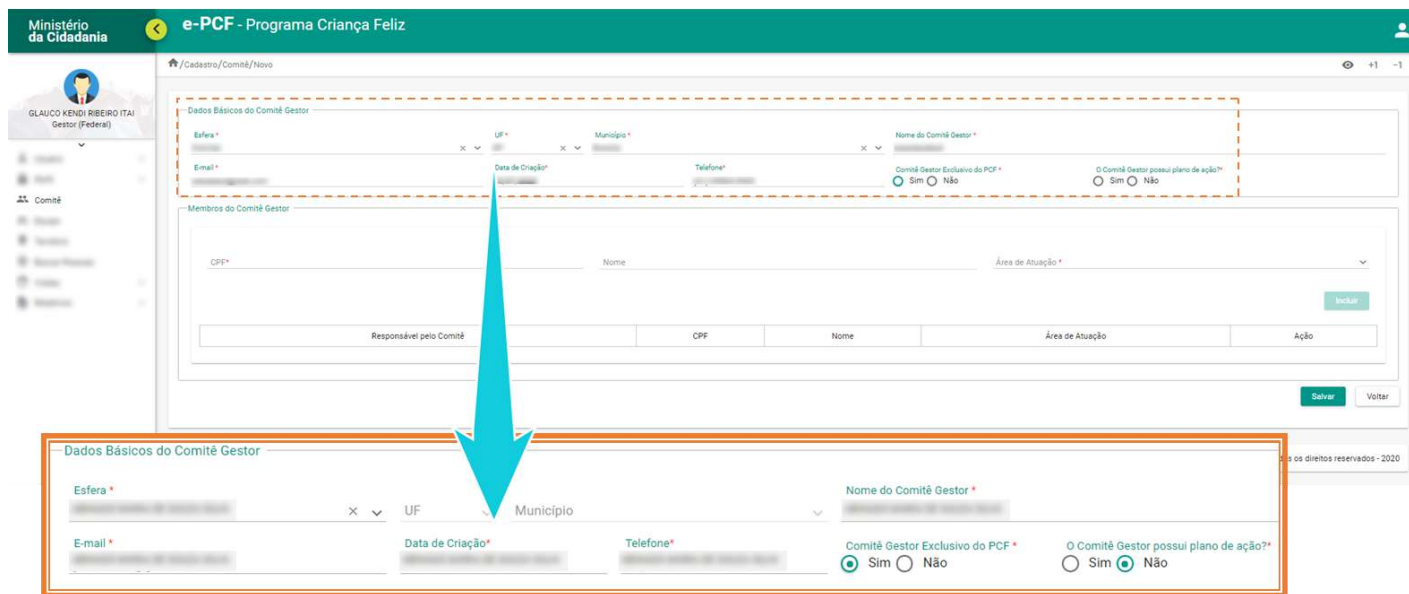 Ministério
da Cidadania
e-PCF - Programa Criança Feliz
/Cadastro/Comitê/Novo
+1 -1
GLAUCO KENDI RIBEIRO ITAI
Gestor (Federal)
Comitê
Dados Básicos do Comitê Gestor
Esfera * UF * Município * Nome do Comitê Gestor *
E-mail * Data de Criação* Telefone* Comitê Gestor Exclusivo do PCF * O Comitê Gestor possui plano de ação?*
Sim Não Sim Não
Membros do Comitê Gestor
CPF* Nome Área de Atuação *
Incluir
Responsável pelo Comitê CPF Nome Área de Atuação Ação
Salvar Voltar
os direitos reservados - 2020
Dados Básicos do Comitê Gestor
Esfera * Nome do Comitê Gestor *
UF Município
E-mail * Data de Criação* Telefone* Comitê Gestor Exclusivo do PCF * O Comitê Gestor possui plano de ação?*
Sim Não Sim Não